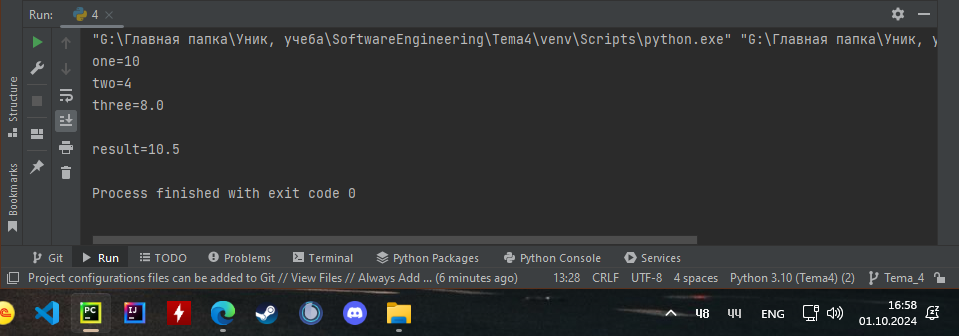 Run: 4 ×
"G:\Главная папка\Уник, учеба\SoftwareEngineering\Tema4\venv\Scripts\python.exe" "G:\Главная папка\Уник, у
one=10
two=4
three=8.0
result=10.5
Process finished with exit code 0
Structure
Bookmarks
Git Run TODO Problems Terminal Python Packages Python Console Services
Project configurations files can be added to Git // View Files // Always Add ... (6 minutes ago) 13:28 CRLF UTF-8 4 spaces Python 3.10 (Tema4) (2) Tema_4
PC IJ 48 44 ENG 16:58
01.10.2024